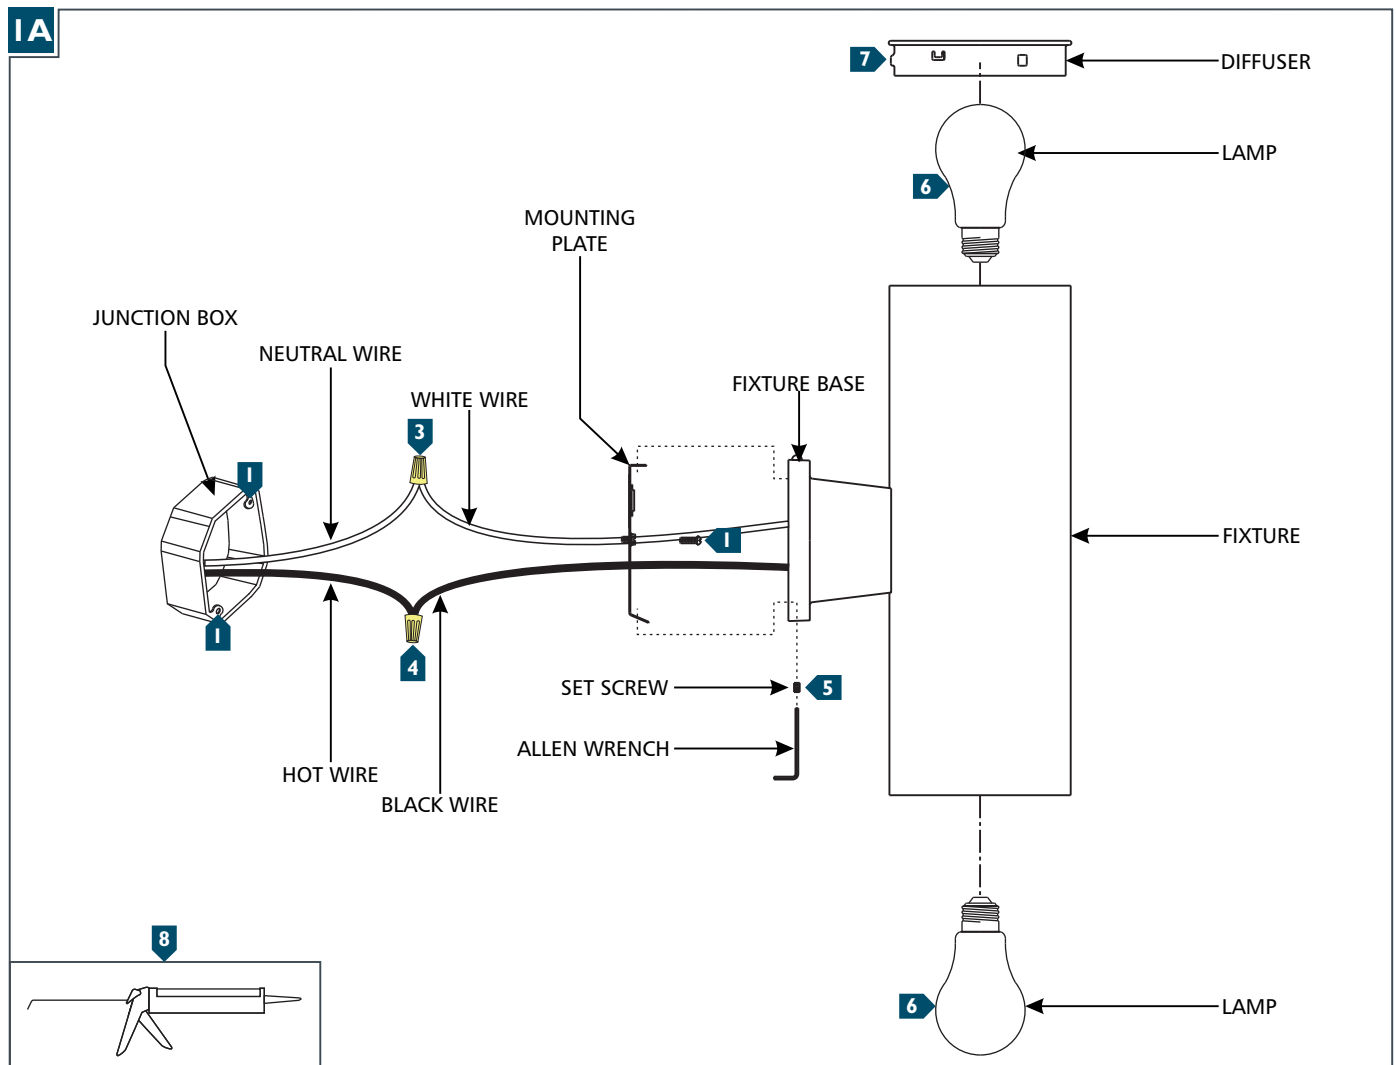 1A
7
DIFFUSER
LAMP
6
MOUNTING
PLATE
JUNCTION BOX
NEUTRAL WIRE
FIXTURE BASE
WHITE WIRE
3
1
FIXTURE
1
1
4
SET SCREW
5
ALLEN WRENCH
HOT WIRE
BLACK WIRE
8
6
LAMP